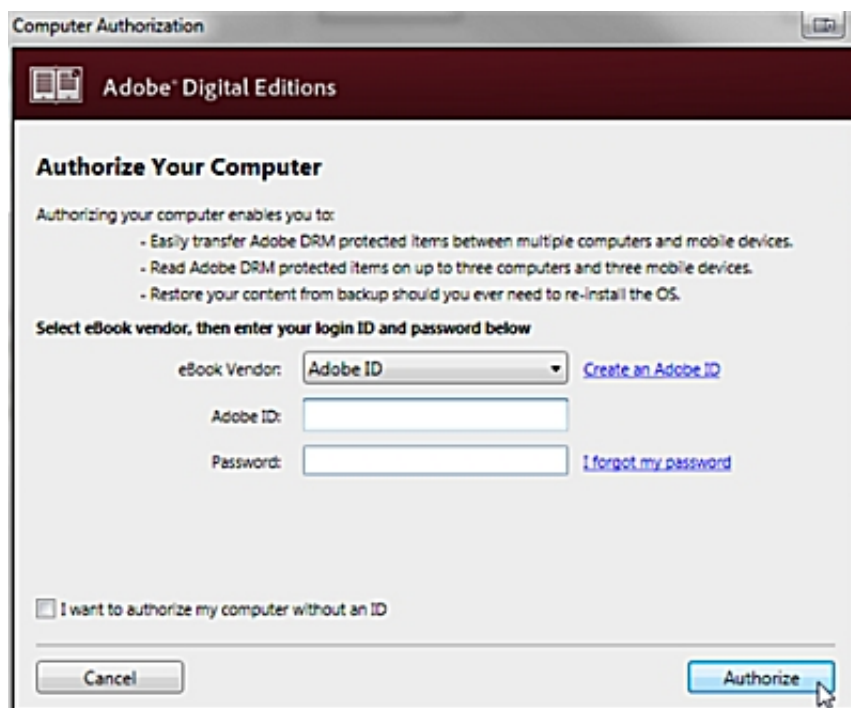 Computer Authorization
Adobe® Digital Editions
Authorize Your Computer
Authorizing your computer enables you to:
- Easily transfer Adobe DRM protected items between multiple computers and mobile devices.
- Read Adobe DRM protected items on up to three computers and three mobile devices.
- Restore your content from backup should you ever need to re-install the OS.
Select eBook vendor, then enter your login ID and password below
eBook Vendor: Adobe ID Create an Adobe ID
Adobe ID:
Password: I forgot my password
I want to authorize my computer without an ID
Cancel Authorize